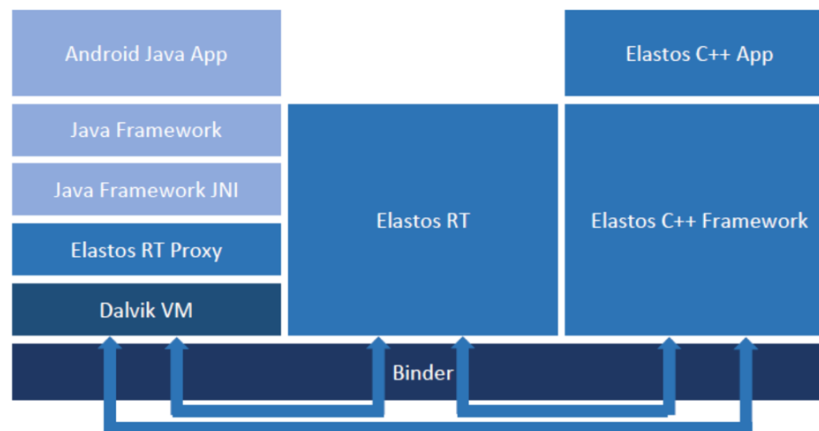 Android Java App
Elastos C++ App
Java Framework
Java Framework JNI
Elastos RT
Elastos C++ Framework
Elastos RT Proxy
Dalvik VM
Binder